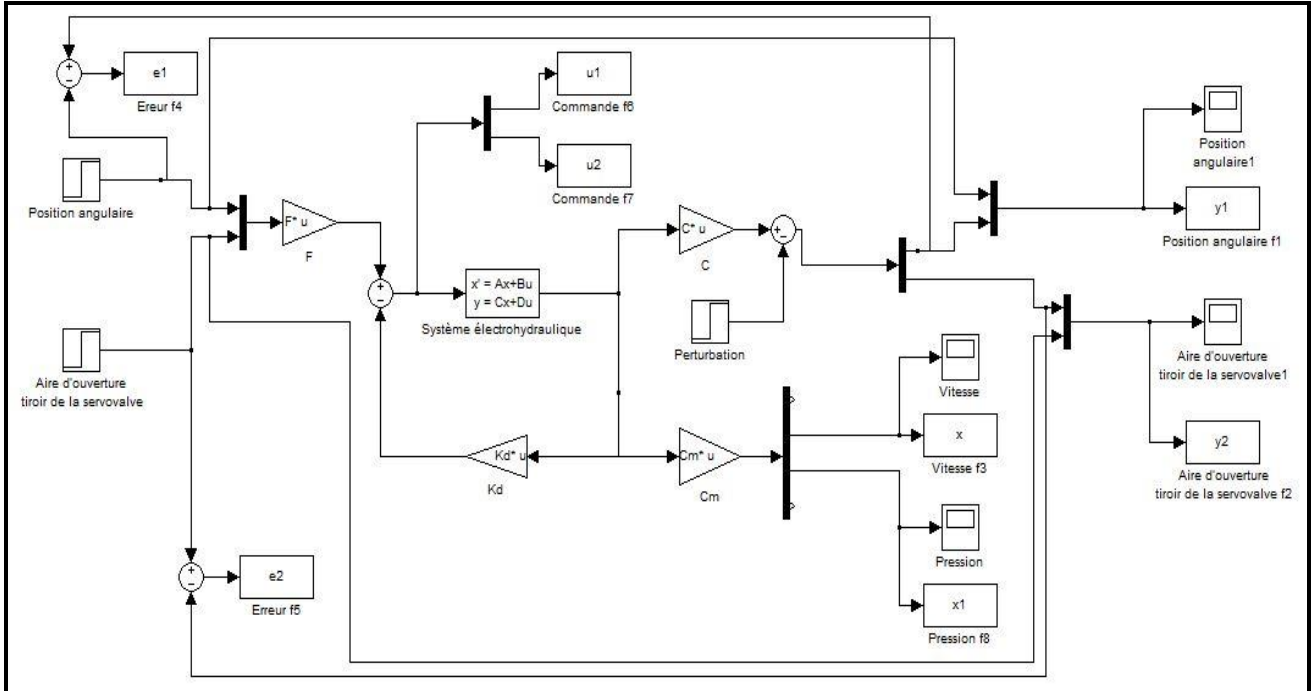 e1
Ereur f4
Position angulaire
F* u
F
Aire d'ouverture
tiroir de la servovalve
e2
Erreur f5
u1
Commande f6
u2
Commande f7
x' = Ax+Bu
y = Cx+Du
Système électrohydraulique
Kd* u
Kd
C* u
C
Perturbation
Cm* u
Cm
Vitesse
x
Vitesse f3
Pression
x1
Pression f8
Position
angulaire1
y1
Position angulaire f1
Aire d'ouverture
tiroir de la servovalve1
y2
Aire d'ouverture
tiroir de la servovalve f2